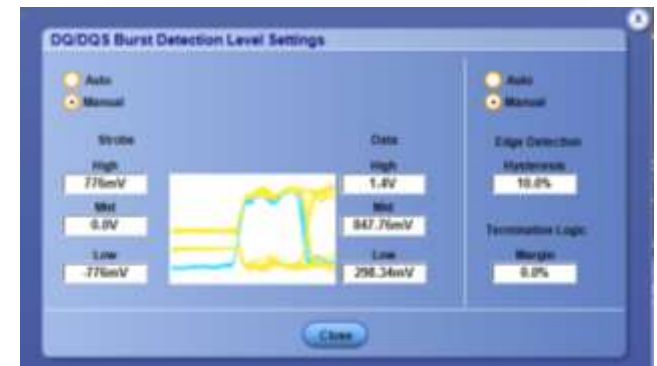 DQ/DQS Burst Detection Level Settings
Auto
Manual
Auto
Manual
Strobe
Data
Edge Detection
High
High
Hysteresis
776mV
1.4V
10.0%
Mid
Mid
0.0V
847.76mV
Termination Logic
Low
Low
Margin
-776mV
298.34mV
0.0%
Close